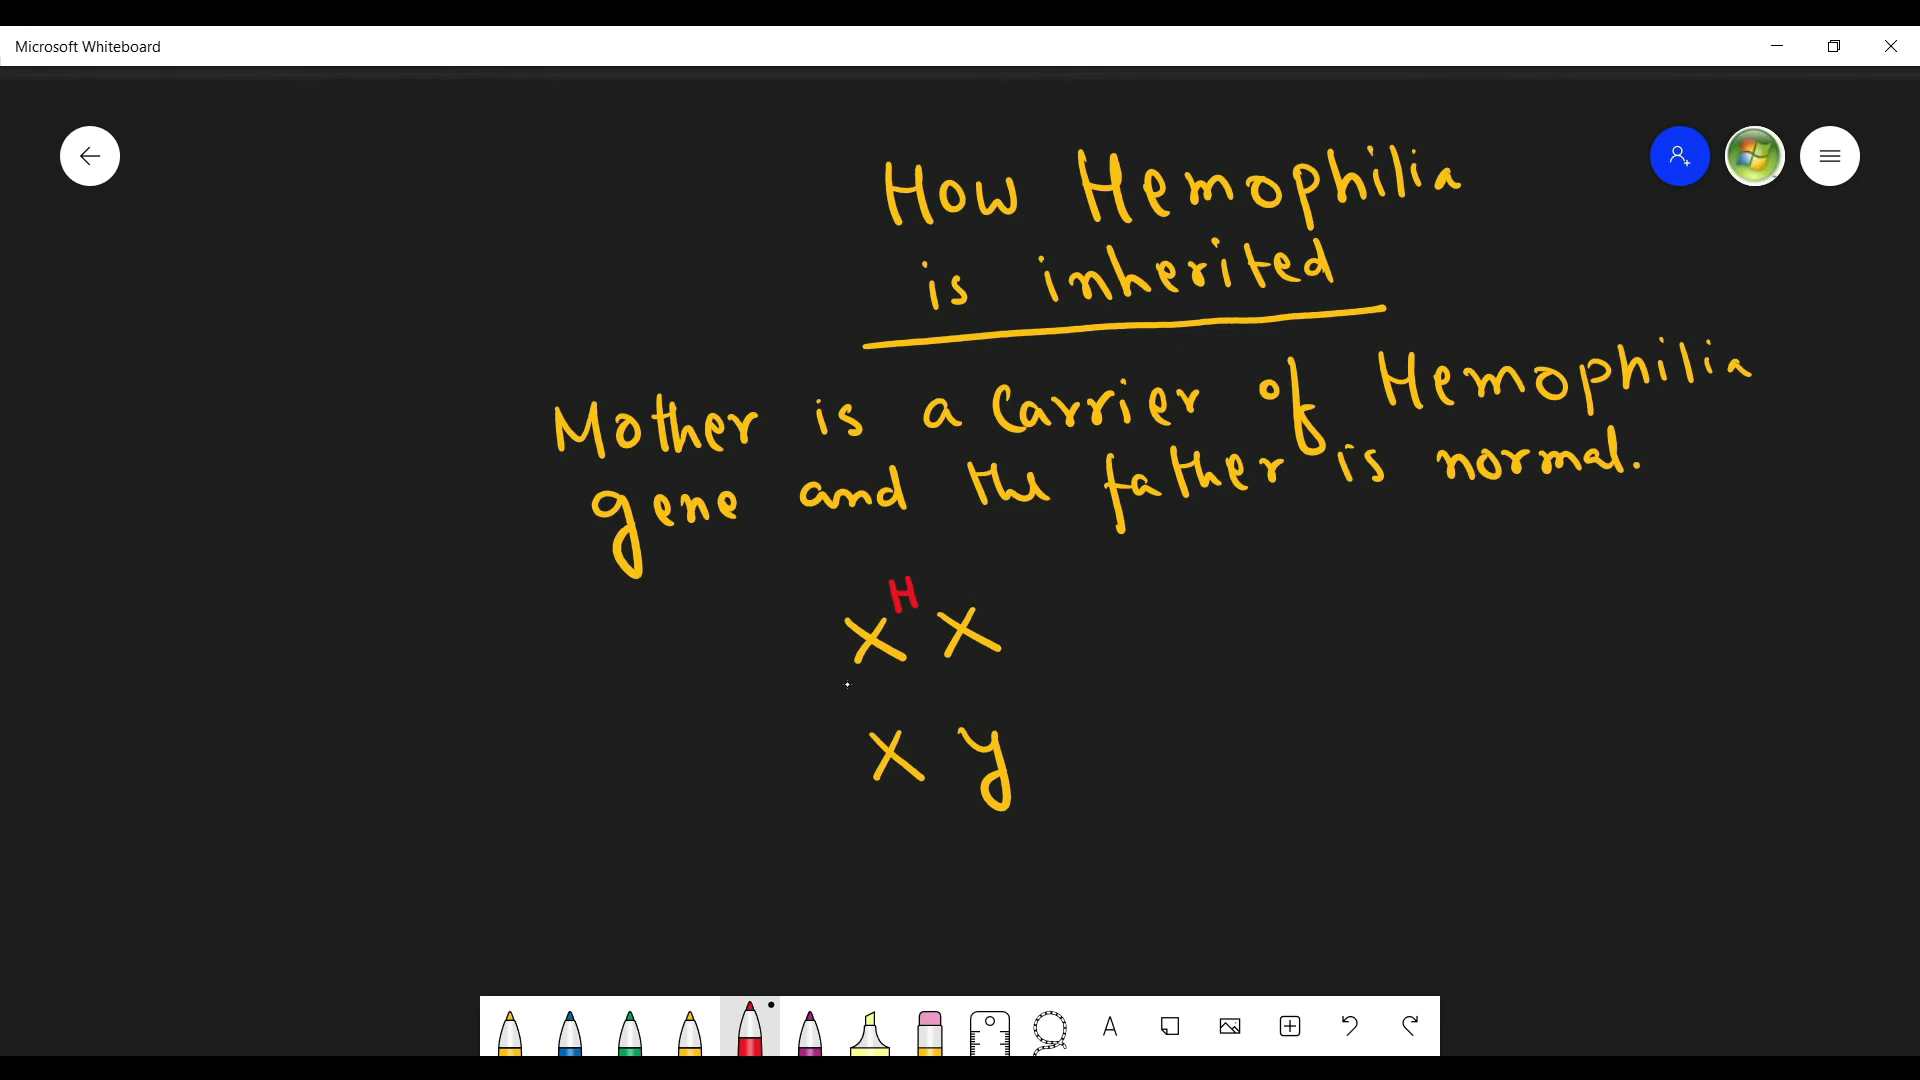 Microsoft Whiteboard
How Hemophilia
is inherited
Mother is a carrier of Hemophilia
gene and the father is normal.
X^H X
X y
A